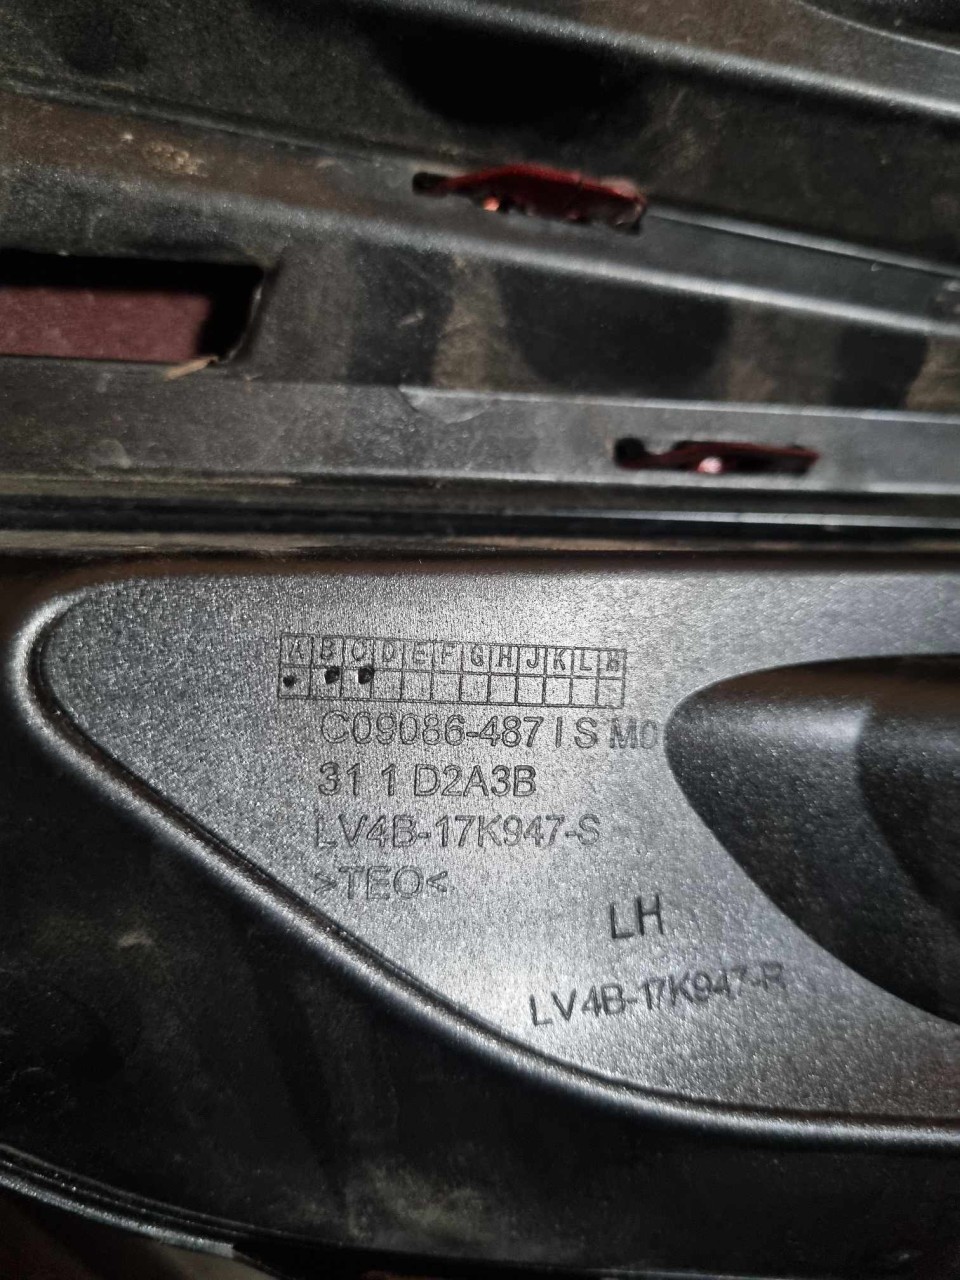 A B C D E F G H J K L M
C09086-487 I S M0
31 1 D2A3B
LV4B-17K947-S
>TEO<
LH
LV4B-17K947-R